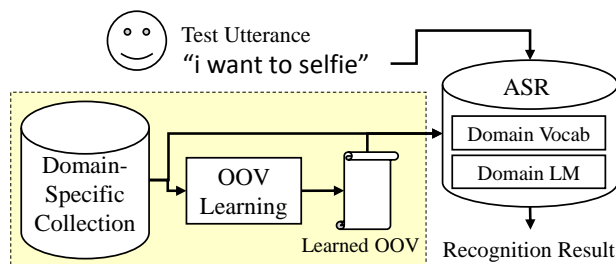 Test Utterance
“i want to selfie”
ASR
Domain Vocab
Domain LM
Domain-
Specific
Collection
OOV
Learning
Learned OOV
Recognition Result